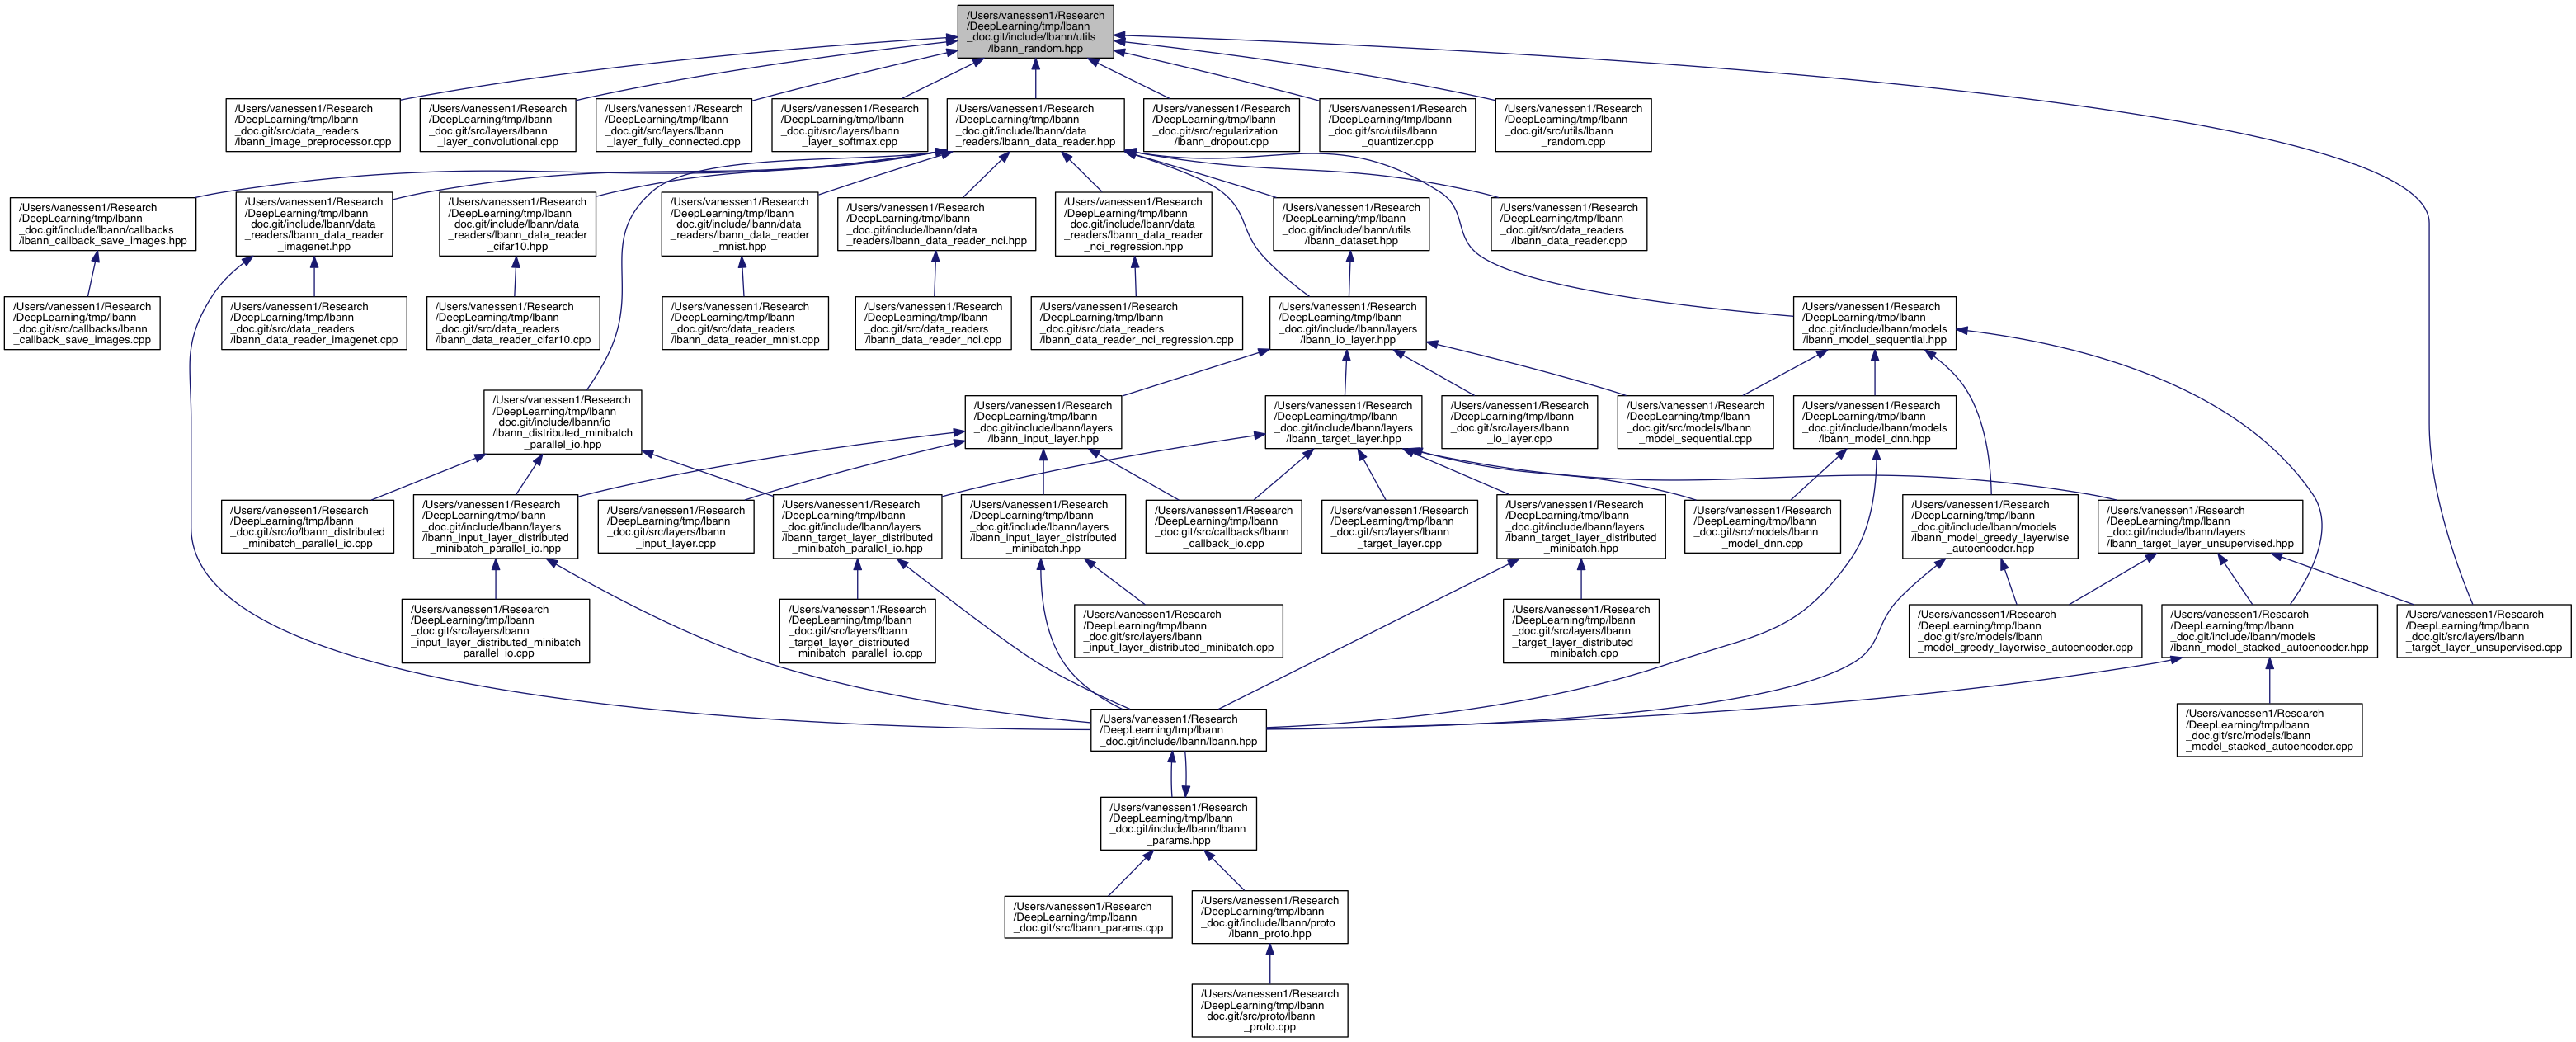 /Users/vanessen1/Research
/DeepLearning/tmp/lbann
_doc.git/include/lbann/utils
/lbann_random.hpp
/Users/vanessen1/Research
/DeepLearning/tmp/lbann
_doc.git/src/data_readers
/lbann_image_preprocessor.cpp
/Users/vanessen1/Research
/DeepLearning/tmp/lbann
_doc.git/src/layers/lbann
_layer_convolutional.cpp
/Users/vanessen1/Research
/DeepLearning/tmp/lbann
_doc.git/src/layers/lbann
_layer_fully_connected.cpp
/Users/vanessen1/Research
/DeepLearning/tmp/lbann
_doc.git/src/layers/lbann
_layer_softmax.cpp
/Users/vanessen1/Research
/DeepLearning/tmp/lbann
_doc.git/include/lbann/data
_readers/lbann_data_reader.hpp
/Users/vanessen1/Research
/DeepLearning/tmp/lbann
_doc.git/src/regularization
/lbann_dropout.cpp
/Users/vanessen1/Research
/DeepLearning/tmp/lbann
_doc.git/src/utils/lbann
_quantizer.cpp
/Users/vanessen1/Research
/DeepLearning/tmp/lbann
_doc.git/src/utils/lbann
_random.cpp
/Users/vanessen1/Research
/DeepLearning/tmp/lbann
_doc.git/include/lbann/callbacks
/lbann_callback_save_images.hpp
/Users/vanessen1/Research
/DeepLearning/tmp/lbann
_doc.git/include/lbann/data
_readers/lbann_data_reader
_imagenet.hpp
/Users/vanessen1/Research
/DeepLearning/tmp/lbann
_doc.git/include/lbann/data
_readers/lbann_data_reader
_cifar10.hpp
/Users/vanessen1/Research
/DeepLearning/tmp/lbann
_doc.git/include/lbann/data
_readers/lbann_data_reader
_mnist.hpp
/Users/vanessen1/Research
/DeepLearning/tmp/lbann
_doc.git/include/lbann/data
_readers/lbann_data_reader_nci.hpp
/Users/vanessen1/Research
/DeepLearning/tmp/lbann
_doc.git/include/lbann/data
_readers/lbann_data_reader
_nci_regression.hpp
/Users/vanessen1/Research
/DeepLearning/tmp/lbann
_doc.git/include/lbann/utils
/lbann_dataset.hpp
/Users/vanessen1/Research
/DeepLearning/tmp/lbann
_doc.git/src/data_readers
/lbann_data_reader.cpp
/Users/vanessen1/Research
/DeepLearning/tmp/lbann
_doc.git/src/callbacks/lbann
_callback_save_images.cpp
/Users/vanessen1/Research
/DeepLearning/tmp/lbann
_doc.git/src/data_readers
/lbann_data_reader_imagenet.cpp
/Users/vanessen1/Research
/DeepLearning/tmp/lbann
_doc.git/src/data_readers
/lbann_data_reader_cifar10.cpp
/Users/vanessen1/Research
/DeepLearning/tmp/lbann
_doc.git/src/data_readers
/lbann_data_reader_mnist.cpp
/Users/vanessen1/Research
/DeepLearning/tmp/lbann
_doc.git/src/data_readers
/lbann_data_reader_nci.cpp
/Users/vanessen1/Research
/DeepLearning/tmp/lbann
_doc.git/src/data_readers
/lbann_data_reader_nci_regression.cpp
/Users/vanessen1/Research
/DeepLearning/tmp/lbann
_doc.git/include/lbann/layers
/lbann_io_layer.hpp
/Users/vanessen1/Research
/DeepLearning/tmp/lbann
_doc.git/include/lbann/models
/lbann_model_sequential.hpp
/Users/vanessen1/Research
/DeepLearning/tmp/lbann
_doc.git/include/lbann/io
/lbann_distributed_minibatch
_parallel_io.hpp
/Users/vanessen1/Research
/DeepLearning/tmp/lbann
_doc.git/include/lbann/layers
/lbann_input_layer.hpp
/Users/vanessen1/Research
/DeepLearning/tmp/lbann
_doc.git/include/lbann/layers
/lbann_target_layer.hpp
/Users/vanessen1/Research
/DeepLearning/tmp/lbann
_doc.git/src/layers/lbann
_io_layer.cpp
/Users/vanessen1/Research
/DeepLearning/tmp/lbann
_doc.git/src/models/lbann
_model_sequential.cpp
/Users/vanessen1/Research
/DeepLearning/tmp/lbann
_doc.git/include/lbann/models
/lbann_model_dnn.hpp
/Users/vanessen1/Research
/DeepLearning/tmp/lbann
_doc.git/src/io/lbann_distributed
_minibatch_parallel_io.cpp
/Users/vanessen1/Research
/DeepLearning/tmp/lbann
_doc.git/include/lbann/layers
/lbann_input_layer_distributed
_minibatch_parallel_io.hpp
/Users/vanessen1/Research
/DeepLearning/tmp/lbann
_doc.git/src/layers/lbann
_input_layer.cpp
/Users/vanessen1/Research
/DeepLearning/tmp/lbann
_doc.git/include/lbann/layers
/lbann_target_layer_distributed
_minibatch_parallel_io.hpp
/Users/vanessen1/Research
/DeepLearning/tmp/lbann
_doc.git/include/lbann/layers
/lbann_input_layer_distributed
_minibatch.hpp
/Users/vanessen1/Research
/DeepLearning/tmp/lbann
_doc.git/src/callbacks/lbann
_callback_io.cpp
/Users/vanessen1/Research
/DeepLearning/tmp/lbann
_doc.git/src/layers/lbann
_target_layer.cpp
/Users/vanessen1/Research
/DeepLearning/tmp/lbann
_doc.git/include/lbann/layers
/lbann_target_layer_distributed
_minibatch.hpp
/Users/vanessen1/Research
/DeepLearning/tmp/lbann
_doc.git/src/models/lbann
_model_dnn.cpp
/Users/vanessen1/Research
/DeepLearning/tmp/lbann
_doc.git/include/lbann/models
/lbann_model_greedy_layerwise
_autoencoder.hpp
/Users/vanessen1/Research
/DeepLearning/tmp/lbann
_doc.git/include/lbann/layers
/lbann_target_layer_unsupervised.hpp
/Users/vanessen1/Research
/DeepLearning/tmp/lbann
_doc.git/src/layers/lbann
_input_layer_distributed_minibatch
_parallel_io.cpp
/Users/vanessen1/Research
/DeepLearning/tmp/lbann
_doc.git/src/layers/lbann
_target_layer_distributed
_minibatch_parallel_io.cpp
/Users/vanessen1/Research
/DeepLearning/tmp/lbann
_doc.git/src/layers/lbann
_input_layer_distributed_minibatch.cpp
/Users/vanessen1/Research
/DeepLearning/tmp/lbann
_doc.git/src/layers/lbann
_target_layer_distributed
_minibatch.cpp
/Users/vanessen1/Research
/DeepLearning/tmp/lbann
_doc.git/src/models/lbann
_model_greedy_layerwise_autoencoder.cpp
/Users/vanessen1/Research
/DeepLearning/tmp/lbann
_doc.git/include/lbann/models
/lbann_model_stacked_autoencoder.hpp
/Users/vanessen1/Research
/DeepLearning/tmp/lbann
_doc.git/src/layers/lbann
_target_layer_unsupervised.cpp
/Users/vanessen1/Research
/DeepLearning/tmp/lbann
_doc.git/include/lbann/lbann.hpp
/Users/vanessen1/Research
/DeepLearning/tmp/lbann
_doc.git/src/models/lbann
_model_stacked_autoencoder.cpp
/Users/vanessen1/Research
/DeepLearning/tmp/lbann
_doc.git/include/lbann/lbann
_params.hpp
/Users/vanessen1/Research
/DeepLearning/tmp/lbann
_doc.git/src/lbann_params.cpp
/Users/vanessen1/Research
/DeepLearning/tmp/lbann
_doc.git/include/lbann/proto
/lbann_proto.hpp
/Users/vanessen1/Research
/DeepLearning/tmp/lbann
_doc.git/src/proto/lbann
_proto.cpp